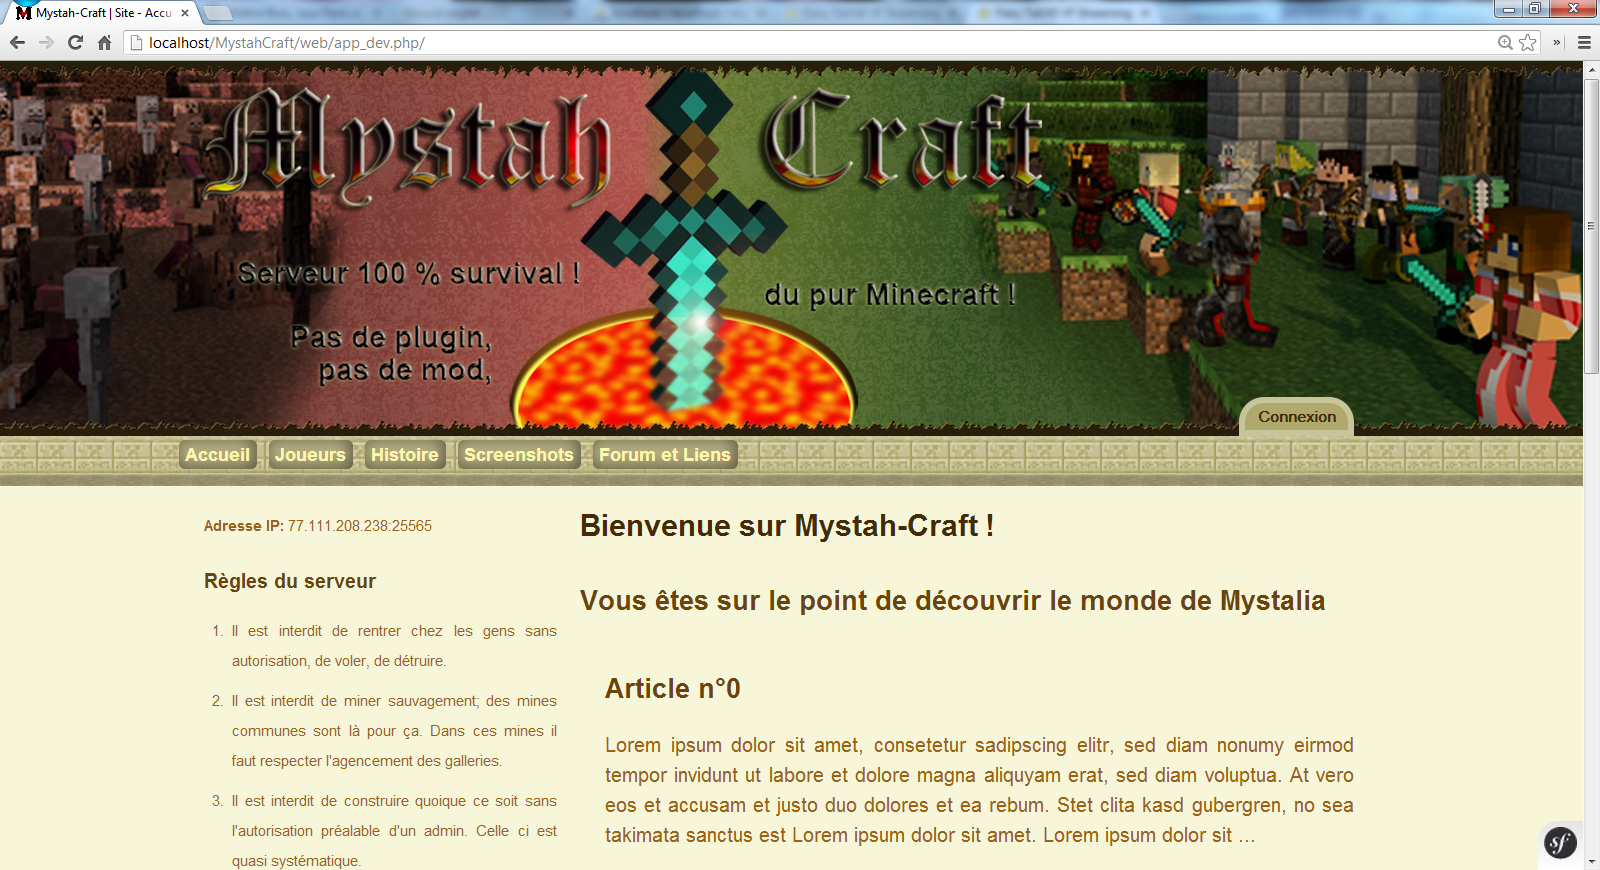 Mystah-Craft | Site - Accu
localhost/MystahCraft/web/app_dev.php/
Mystah Craft
Serveur 100 % survival !
du pur Minecraft !
Pas de plugin,
pas de mod,
Connexion
Accueil Joueurs Histoire Screenshots Forum et Liens
Adresse IP: 77.111.208.238:25565
Règles du serveur
1. Il est interdit de rentrer chez les gens sans
autorisation, de voler, de détruire.
2. Il est interdit de miner sauvagement; des mines
communes sont là pour ça. Dans ces mines il
faut respecter l'agencement des galleries.
3. Il est interdit de construire quoique ce soit sans
l'autorisation préalable d'un admin. Celle ci est
quasi systématique.
Bienvenue sur Mystah-Craft !
Vous êtes sur le point de découvrir le monde de Mystalia
Article n°0
Lorem ipsum dolor sit amet, consetetur sadipscing elitr, sed diam nonumy eirmod
tempor invidunt ut labore et dolore magna aliquyam erat, sed diam voluptua. At vero
eos et accusam et justo duo dolores et ea rebum. Stet clita kasd gubergren, no sea
takimata sanctus est Lorem ipsum dolor sit amet. Lorem ipsum dolor sit ...
sf